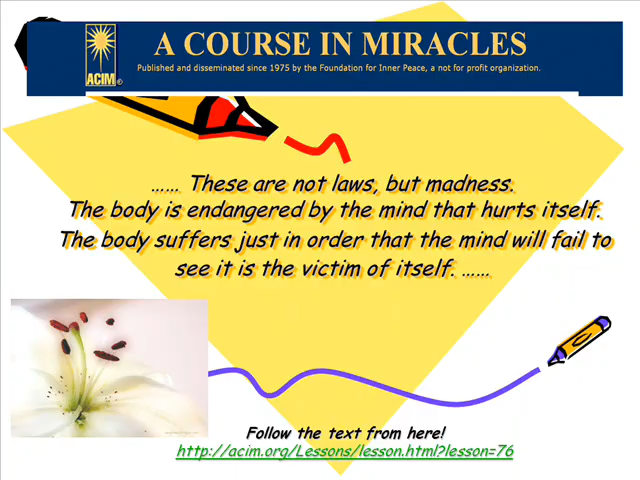 A COURSE IN MIRACLES
ACIM®
Published and disseminated since 1975 by the Foundation for Inner Peace, a not for profit organization.
…… These are not laws, but madness.
The body is endangered by the mind that hurts itself.
The body suffers just in order that the mind will fail to
see it is the victim of itself. ……
Follow the text from here!
http://acim.org/Lessons/lesson.html?lesson=76